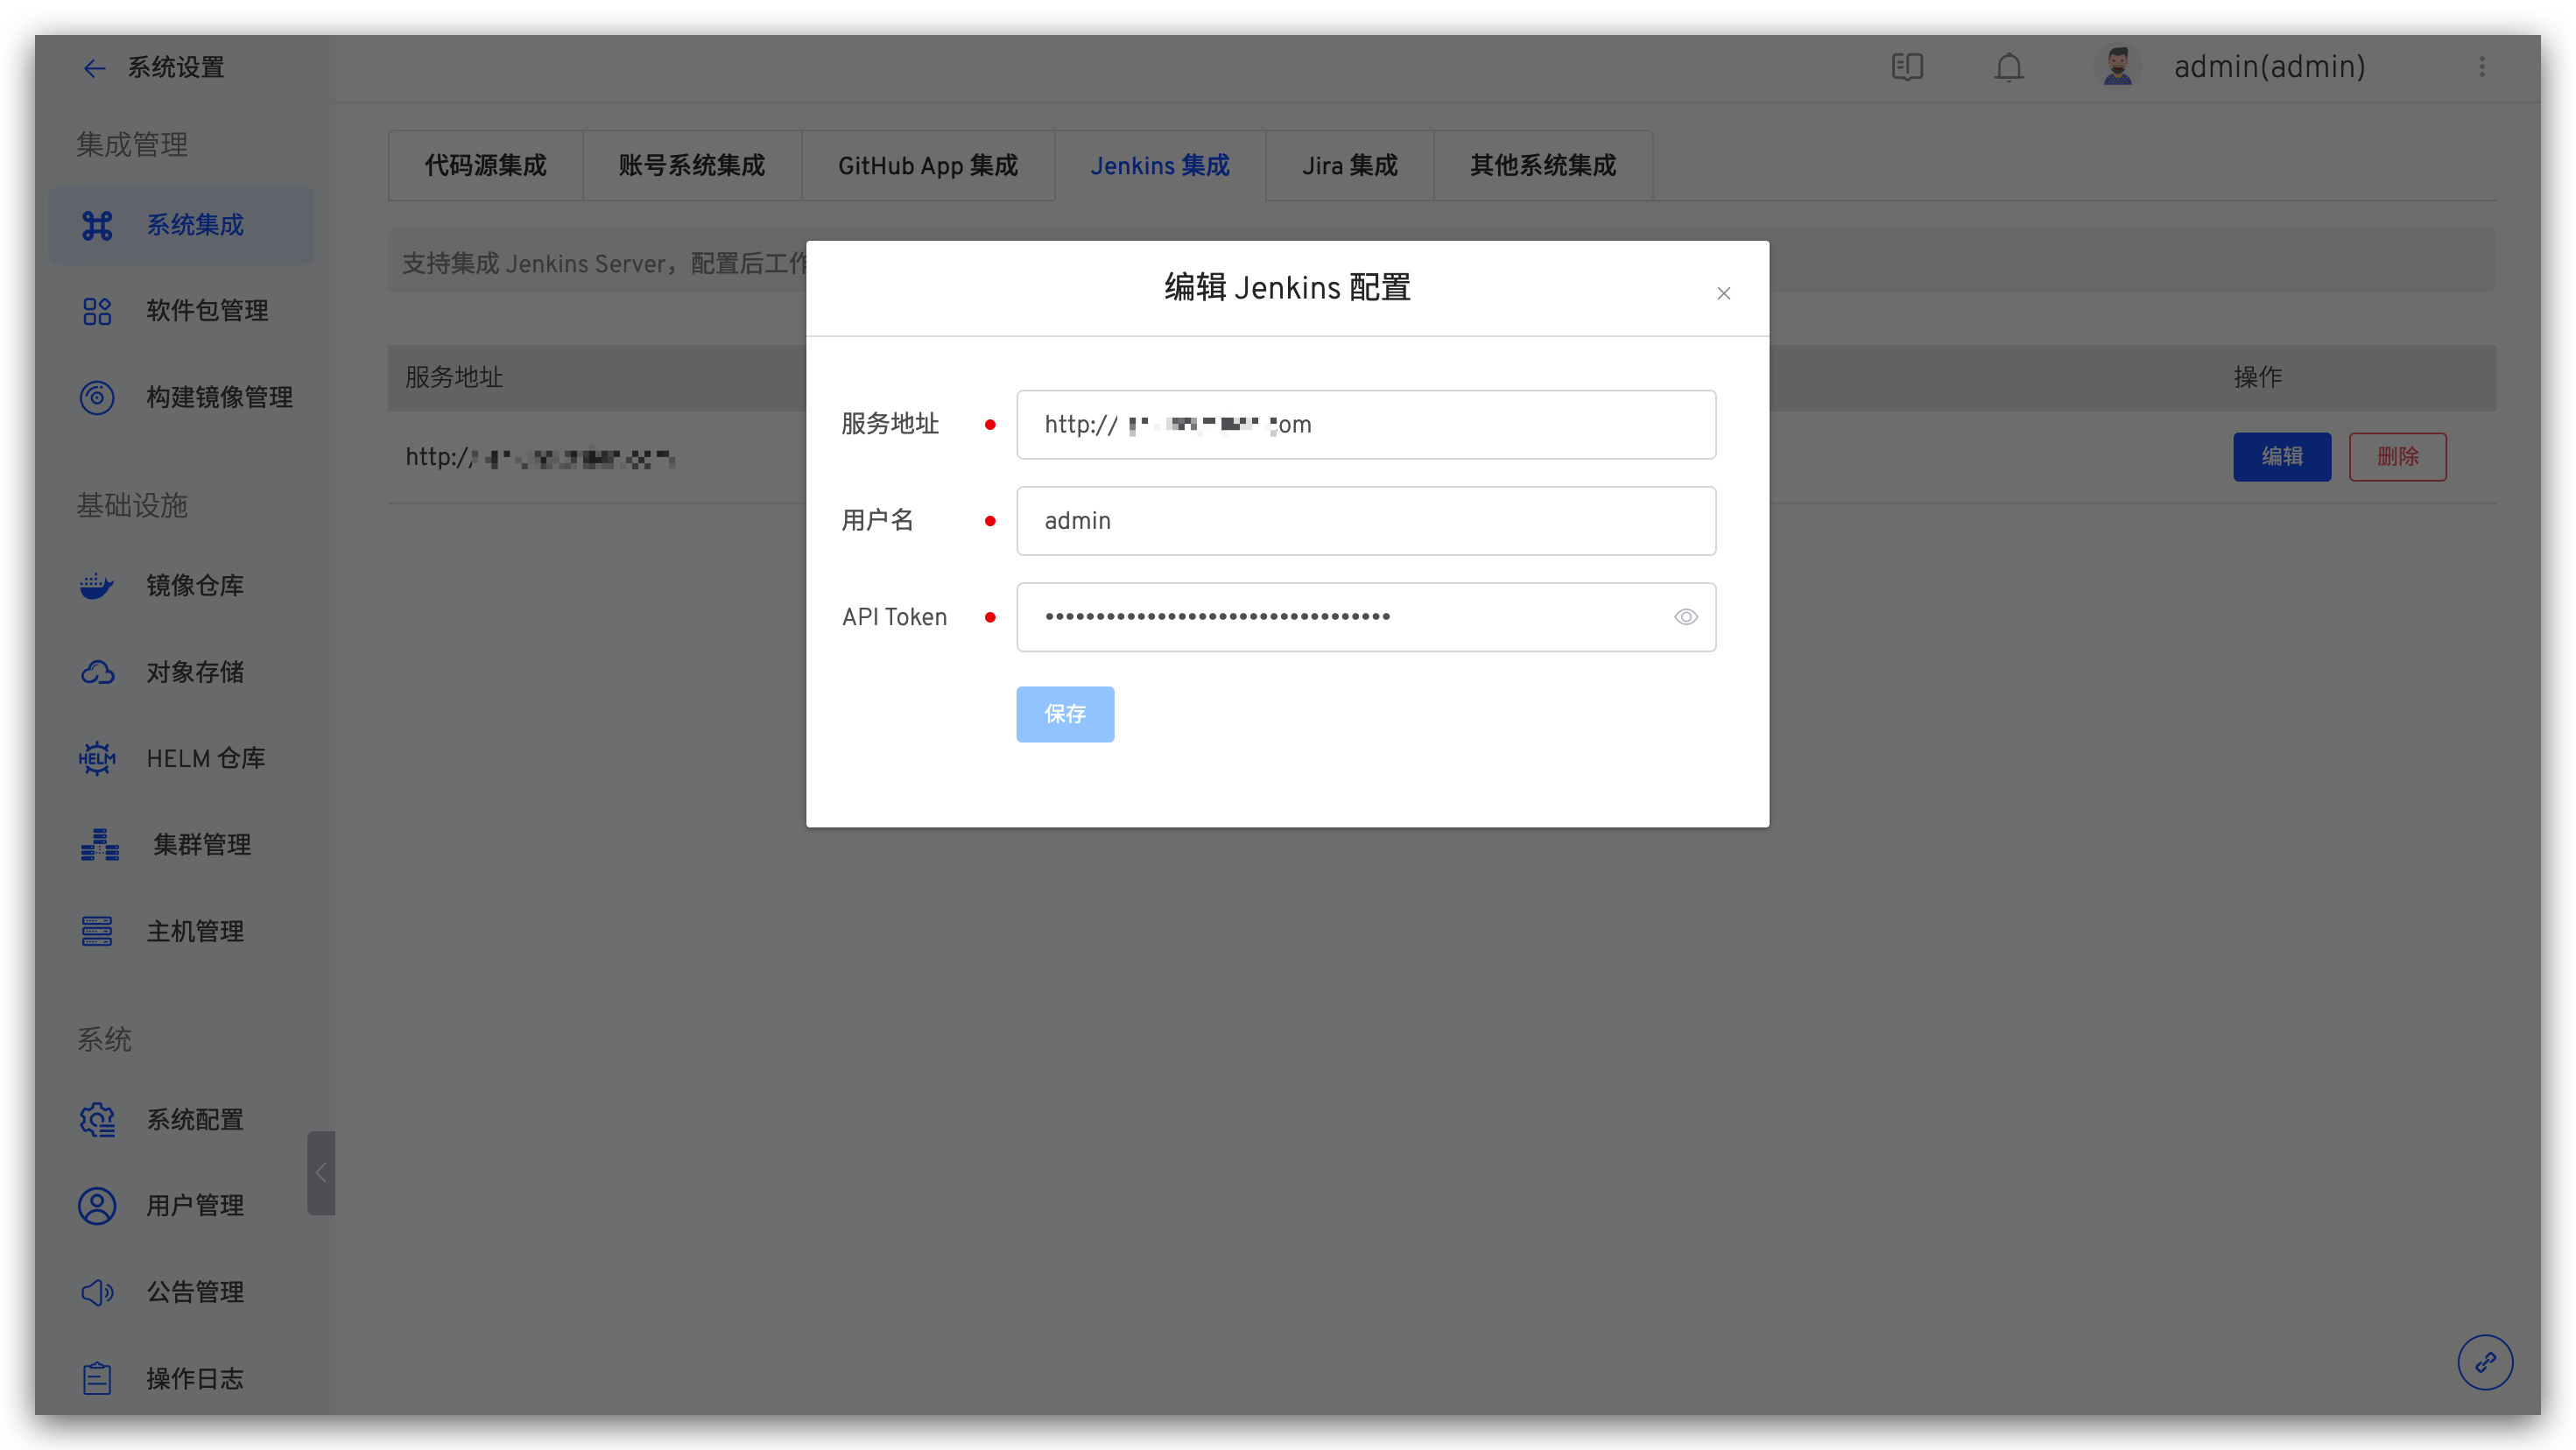 系统设置
admin(admin)
集成管理
系统集成
软件包管理
构建镜像管理
基础设施
镜像仓库
对象存储
HELM
HELM 仓库
集群管理
主机管理
系统
系统配置
用户管理
公告管理
操作日志
代码源集成
账号系统集成
GitHub App 集成
Jenkins 集成
Jira 集成
其他系统集成
支持集成 Jenkins Server，配置后工作
服务地址
操作
http://
编辑
删除
编辑 Jenkins 配置
服务地址
http://
om
用户名
admin
API Token
保存